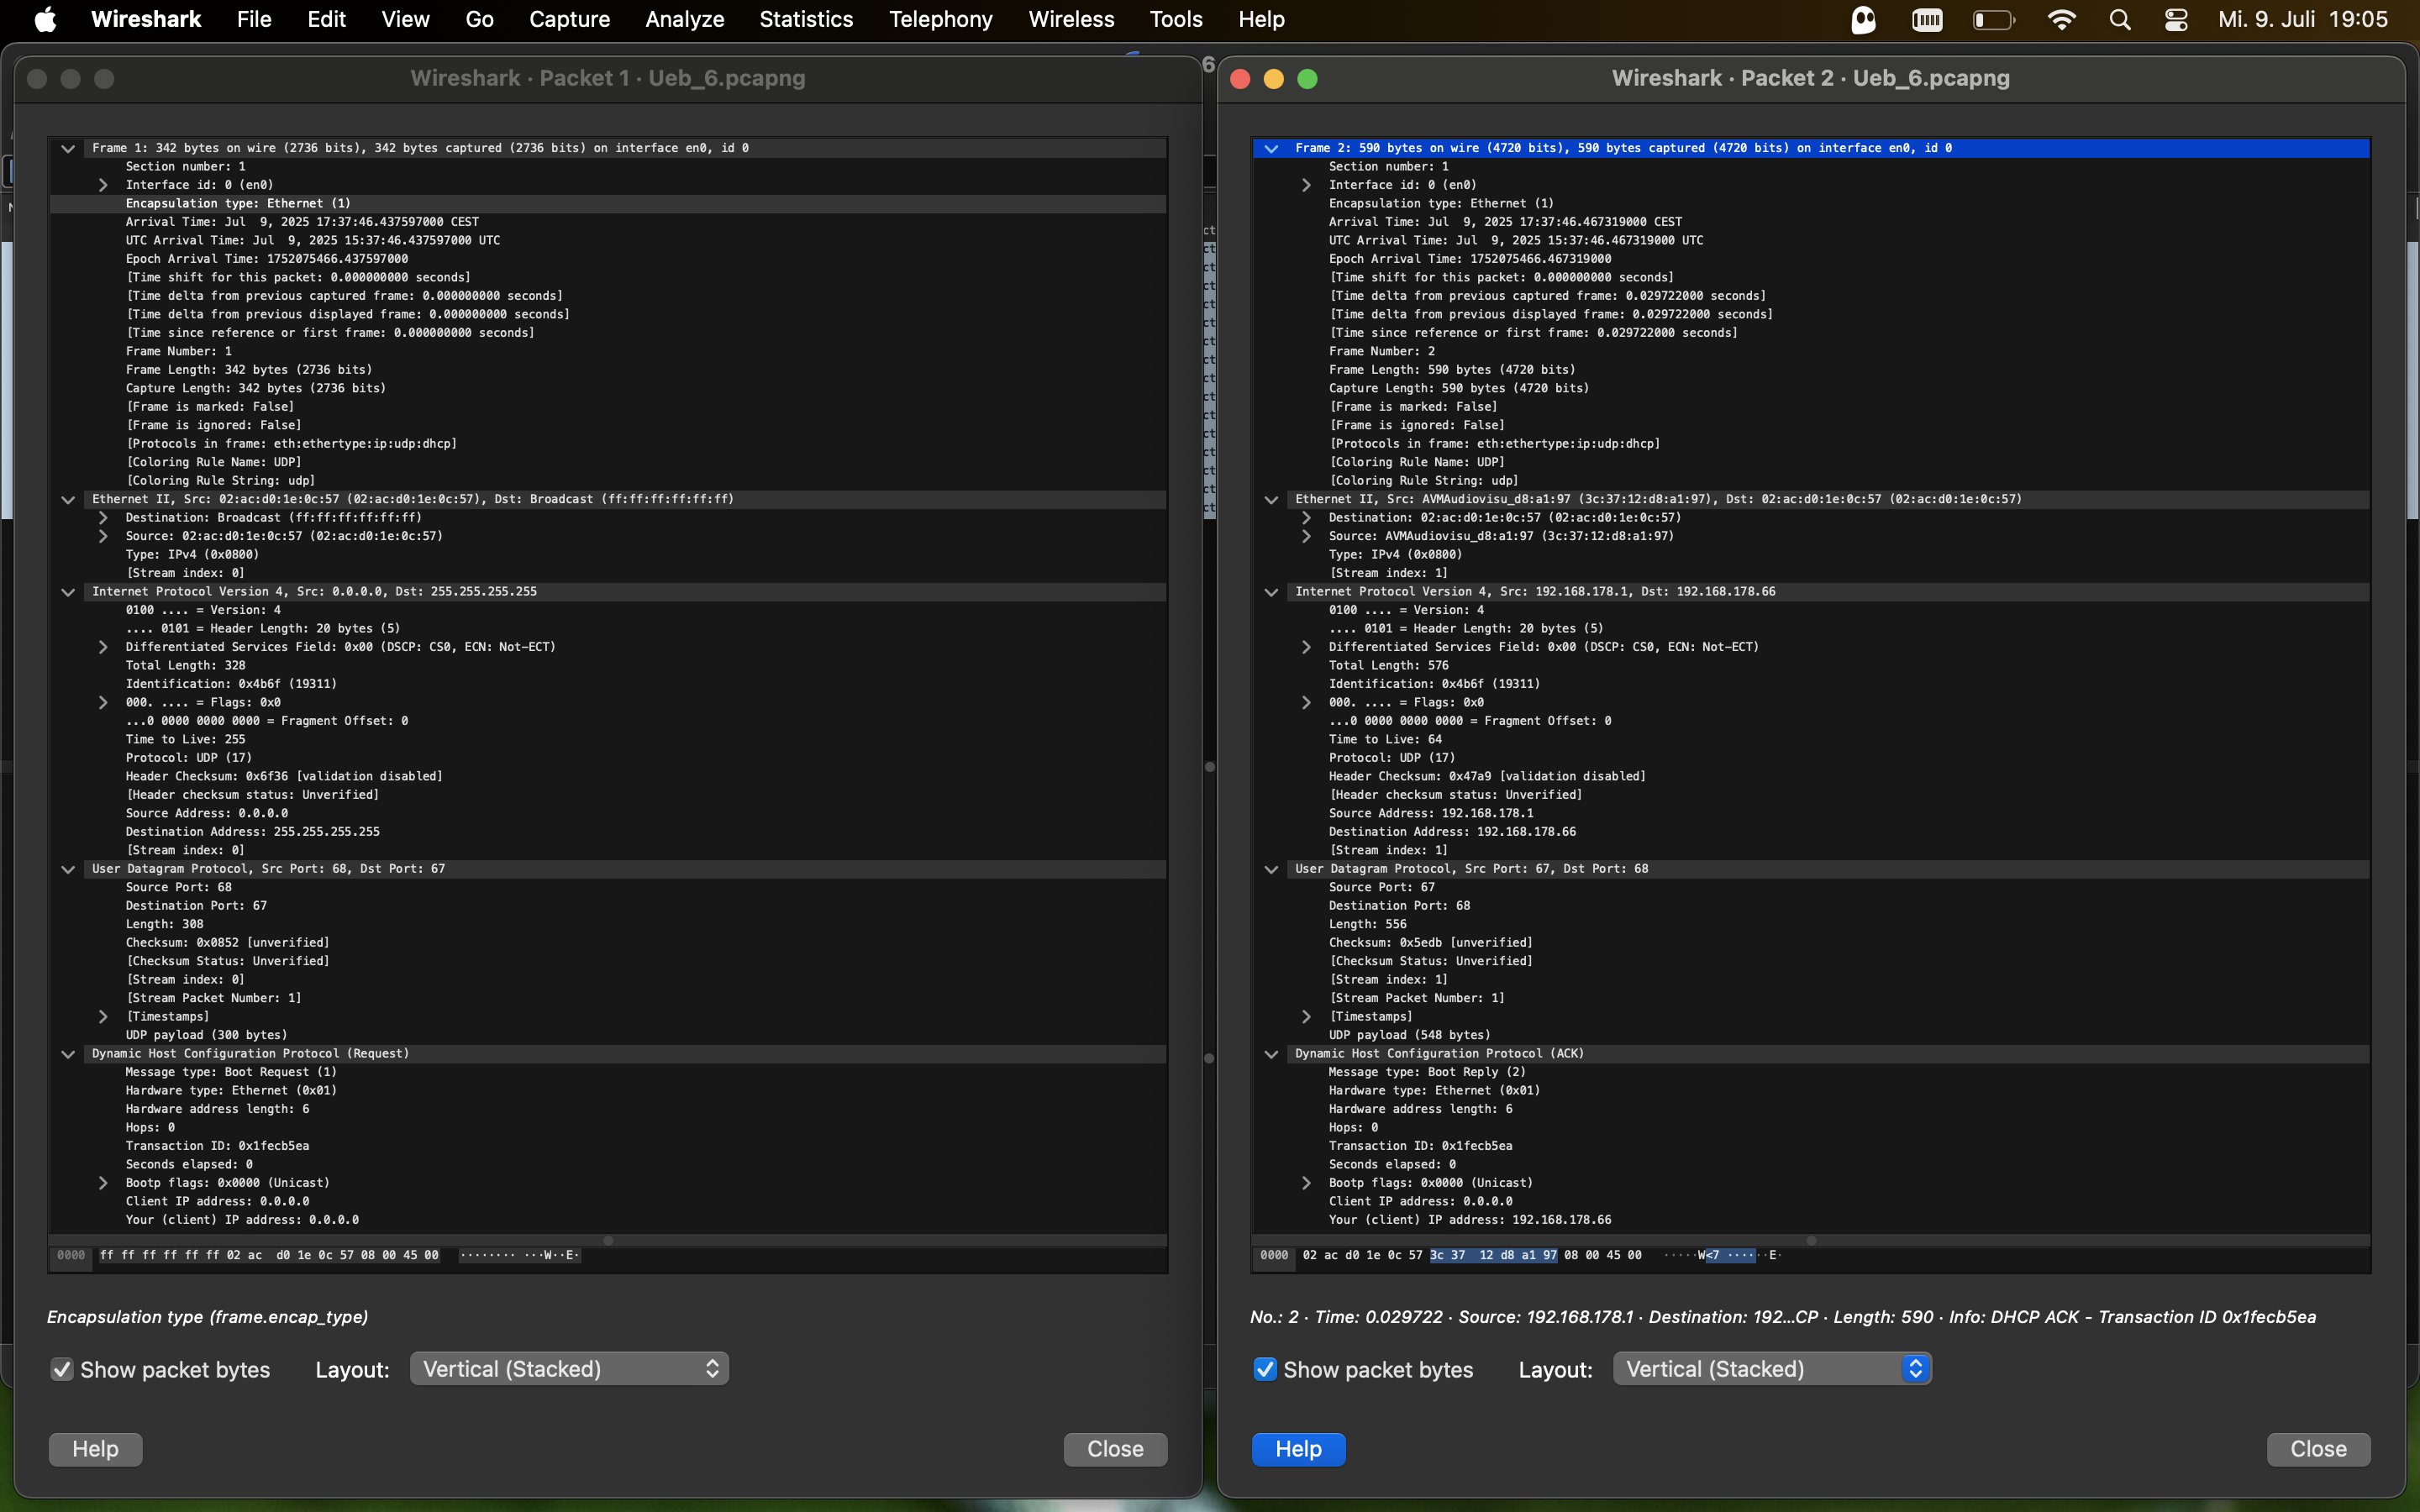 Wireshark File Edit View Go Capture Analyze Statistics Telephony Wireless Tools Help Mi. 9. Juli 19:05
Wireshark · Packet 1 · Ueb_6.pcapng
Frame 1: 342 bytes on wire (2736 bits), 342 bytes captured (2736 bits) on interface en0, id 0
Section number: 1
Interface id: 0 (en0)
Encapsulation type: Ethernet (1)
Arrival Time: Jul  9, 2025 17:37:46.437597000 CEST
UTC Arrival Time: Jul  9, 2025 15:37:46.437597000 UTC
Epoch Arrival Time: 1752075466.437597000
[Time shift for this packet: 0.000000000 seconds]
[Time delta from previous captured frame: 0.000000000 seconds]
[Time delta from previous displayed frame: 0.000000000 seconds]
[Time since reference or first frame: 0.000000000 seconds]
Frame Number: 1
Frame Length: 342 bytes (2736 bits)
Capture Length: 342 bytes (2736 bits)
[Frame is marked: False]
[Frame is ignored: False]
[Protocols in frame: eth:ethertype:ip:udp:dhcp]
[Coloring Rule Name: UDP]
[Coloring Rule String: udp]
Ethernet II, Src: 02:ac:d0:1e:0c:57 (02:ac:d0:1e:0c:57), Dst: Broadcast (ff:ff:ff:ff:ff:ff)
Destination: Broadcast (ff:ff:ff:ff:ff:ff)
Source: 02:ac:d0:1e:0c:57 (02:ac:d0:1e:0c:57)
Type: IPv4 (0x0800)
[Stream index: 0]
Internet Protocol Version 4, Src: 0.0.0.0, Dst: 255.255.255.255
0100 .... = Version: 4
.... 0101 = Header Length: 20 bytes (5)
Differentiated Services Field: 0x00 (DSCP: CS0, ECN: Not-ECT)
Total Length: 328
Identification: 0x4b6f (19311)
000. .... = Flags: 0x0
...0 0000 0000 0000 = Fragment Offset: 0
Time to Live: 255
Protocol: UDP (17)
Header Checksum: 0x6f36 [validation disabled]
[Header checksum status: Unverified]
Source Address: 0.0.0.0
Destination Address: 255.255.255.255
[Stream index: 0]
User Datagram Protocol, Src Port: 68, Dst Port: 67
Source Port: 68
Destination Port: 67
Length: 308
Checksum: 0x0852 [unverified]
[Checksum Status: Unverified]
[Stream index: 0]
[Stream Packet Number: 1]
[Timestamps]
UDP payload (300 bytes)
Dynamic Host Configuration Protocol (Request)
Message type: Boot Request (1)
Hardware type: Ethernet (0x01)
Hardware address length: 6
Hops: 0
Transaction ID: 0x1fecb5ea
Seconds elapsed: 0
Bootp flags: 0x0000 (Unicast)
Client IP address: 0.0.0.0
Your (client) IP address: 0.0.0.0
0000 ff ff ff ff ff ff 02 ac  d0 1e 0c 57 08 00 45 00 ········ ···W··E·
Encapsulation type (frame.encap_type)
Show packet bytes Layout: Vertical (Stacked)
Help Close
Wireshark · Packet 2 · Ueb_6.pcapng
Frame 2: 590 bytes on wire (4720 bits), 590 bytes captured (4720 bits) on interface en0, id 0
Section number: 1
Interface id: 0 (en0)
Encapsulation type: Ethernet (1)
Arrival Time: Jul  9, 2025 17:37:46.467319000 CEST
UTC Arrival Time: Jul  9, 2025 15:37:46.467319000 UTC
Epoch Arrival Time: 1752075466.467319000
[Time shift for this packet: 0.000000000 seconds]
[Time delta from previous captured frame: 0.029722000 seconds]
[Time delta from previous displayed frame: 0.029722000 seconds]
[Time since reference or first frame: 0.029722000 seconds]
Frame Number: 2
Frame Length: 590 bytes (4720 bits)
Capture Length: 590 bytes (4720 bits)
[Frame is marked: False]
[Frame is ignored: False]
[Protocols in frame: eth:ethertype:ip:udp:dhcp]
[Coloring Rule Name: UDP]
[Coloring Rule String: udp]
Ethernet II, Src: AVMAudiovisu_d8:a1:97 (3c:37:12:d8:a1:97), Dst: 02:ac:d0:1e:0c:57 (02:ac:d0:1e:0c:57)
Destination: 02:ac:d0:1e:0c:57 (02:ac:d0:1e:0c:57)
Source: AVMAudiovisu_d8:a1:97 (3c:37:12:d8:a1:97)
Type: IPv4 (0x0800)
[Stream index: 1]
Internet Protocol Version 4, Src: 192.168.178.1, Dst: 192.168.178.66
0100 .... = Version: 4
.... 0101 = Header Length: 20 bytes (5)
Differentiated Services Field: 0x00 (DSCP: CS0, ECN: Not-ECT)
Total Length: 576
Identification: 0x4b6f (19311)
000. .... = Flags: 0x0
...0 0000 0000 0000 = Fragment Offset: 0
Time to Live: 64
Protocol: UDP (17)
Header Checksum: 0x47a9 [validation disabled]
[Header checksum status: Unverified]
Source Address: 192.168.178.1
Destination Address: 192.168.178.66
[Stream index: 1]
User Datagram Protocol, Src Port: 67, Dst Port: 68
Source Port: 67
Destination Port: 68
Length: 556
Checksum: 0x5edb [unverified]
[Checksum Status: Unverified]
[Stream index: 1]
[Stream Packet Number: 1]
[Timestamps]
UDP payload (548 bytes)
Dynamic Host Configuration Protocol (ACK)
Message type: Boot Reply (2)
Hardware type: Ethernet (0x01)
Hardware address length: 6
Hops: 0
Transaction ID: 0x1fecb5ea
Seconds elapsed: 0
Bootp flags: 0x0000 (Unicast)
Client IP address: 0.0.0.0
Your (client) IP address: 192.168.178.66
0000 02 ac d0 1e 0c 57 3c 37  12 d8 a1 97 08 00 45 00 ·····W<7 ······E·
No.: 2 · Time: 0.029722 · Source: 192.168.178.1 · Destination: 192...CP · Length: 590 · Info: DHCP ACK - Transaction ID 0x1fecb5ea
Show packet bytes Layout: Vertical (Stacked)
Help Close